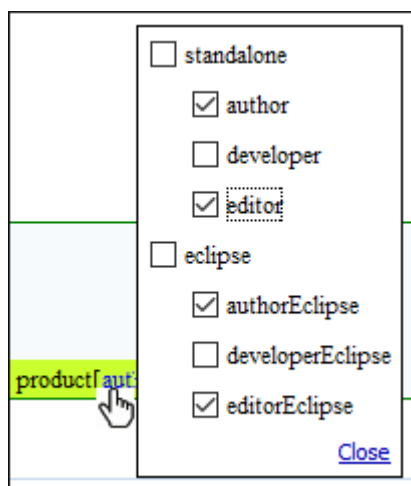 standalone
author
developer
editor
eclipse
authorEclipse
developerEclipse
product[
editorEclipse
Close